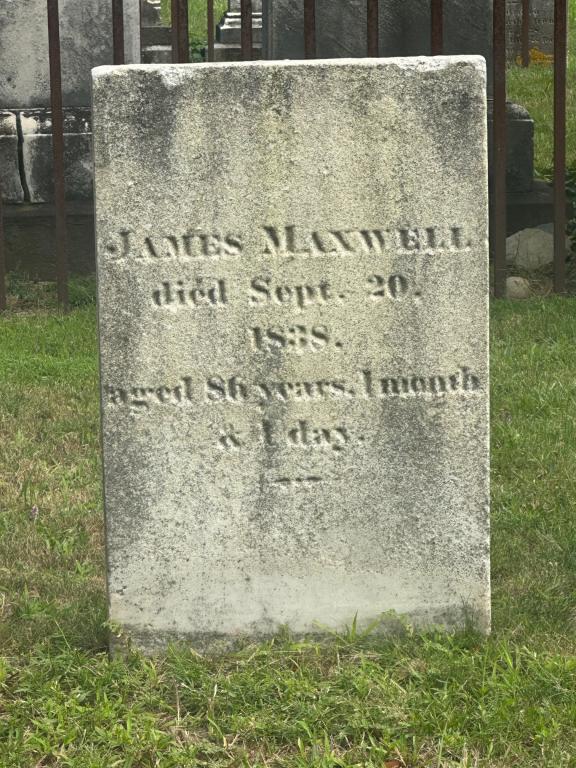 JAMES MAXWELL
died Sept. 20.
1838.
aged 86 years, 1 month
& 1 day.